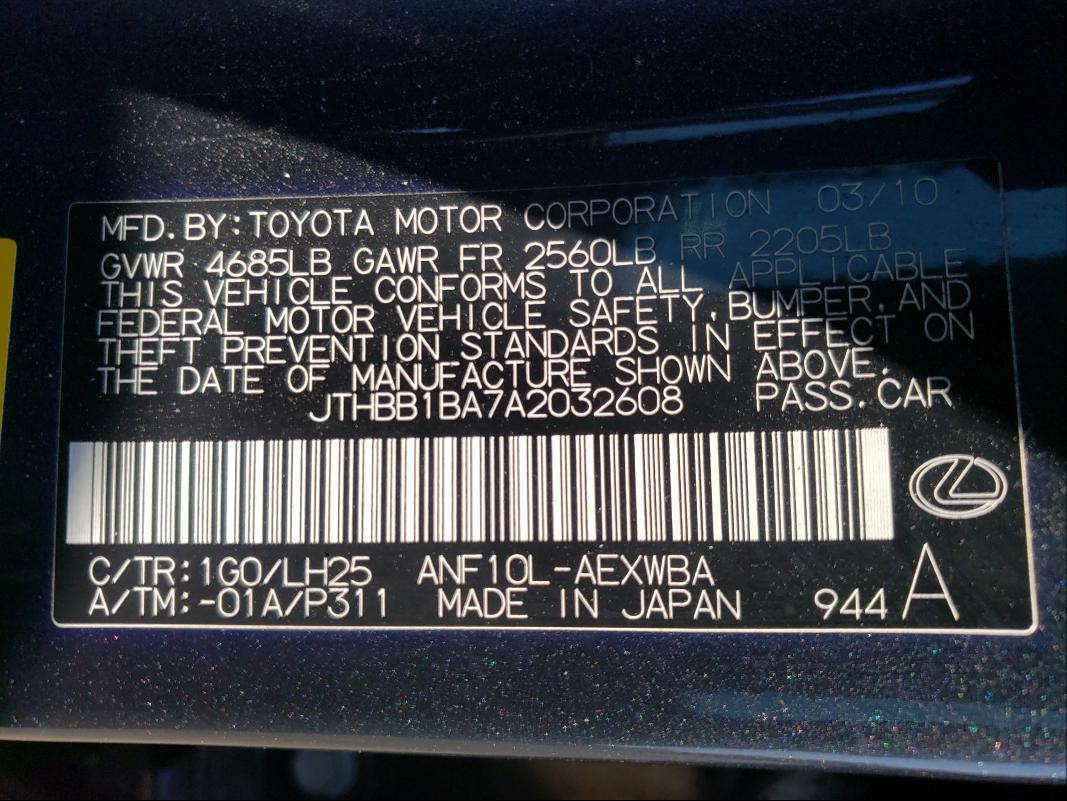 MFD. BY: TOYOTA MOTOR CORPORATION 03/10
GVWR 4685LB GAWR FR 2560LB RR 2205LB
THIS VEHICLE CONFORMS TO ALL APPLICABLE
FEDERAL MOTOR VEHICLE SAFETY, BUMPER, AND
THEFT PREVENTION STANDARDS IN EFFECT ON
THE DATE OF MANUFACTURE SHOWN ABOVE.
JTHBB1BA7A2032608 PASS. CAR
C/TR: 1G0/LH25 ANF10L-AEXWBA
A/TM: -01A/P311 MADE IN JAPAN 944 A